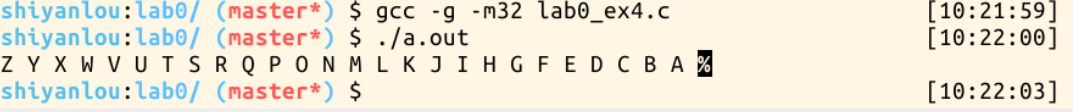 shiyanlou:lab0/ (master*) $ gcc -g -m32 lab0_ex4.c [10:21:59]
shiyanlou:lab0/ (master*) $ ./a.out [10:22:00]
Z Y X W V U T S R Q P O N M L K J I H G F E D C B A %
shiyanlou:lab0/ (master*) $ [10:22:03]